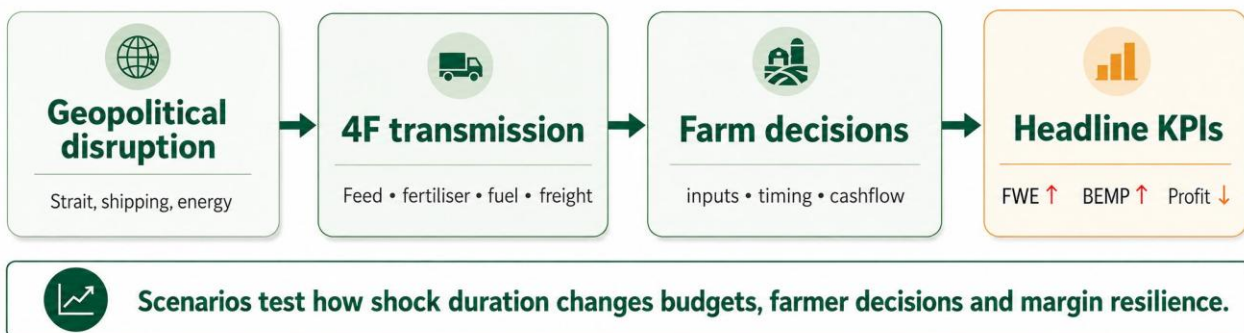 Geopolitical
disruption
Strait, shipping, energy
4F transmission
Feed • fertiliser • fuel • freight
Farm decisions
inputs • timing • cashflow
Headline KPIs
FWE ↑ BEMP ↑ Profit ↓
Scenarios test how shock duration changes budgets, farmer decisions and margin resilience.